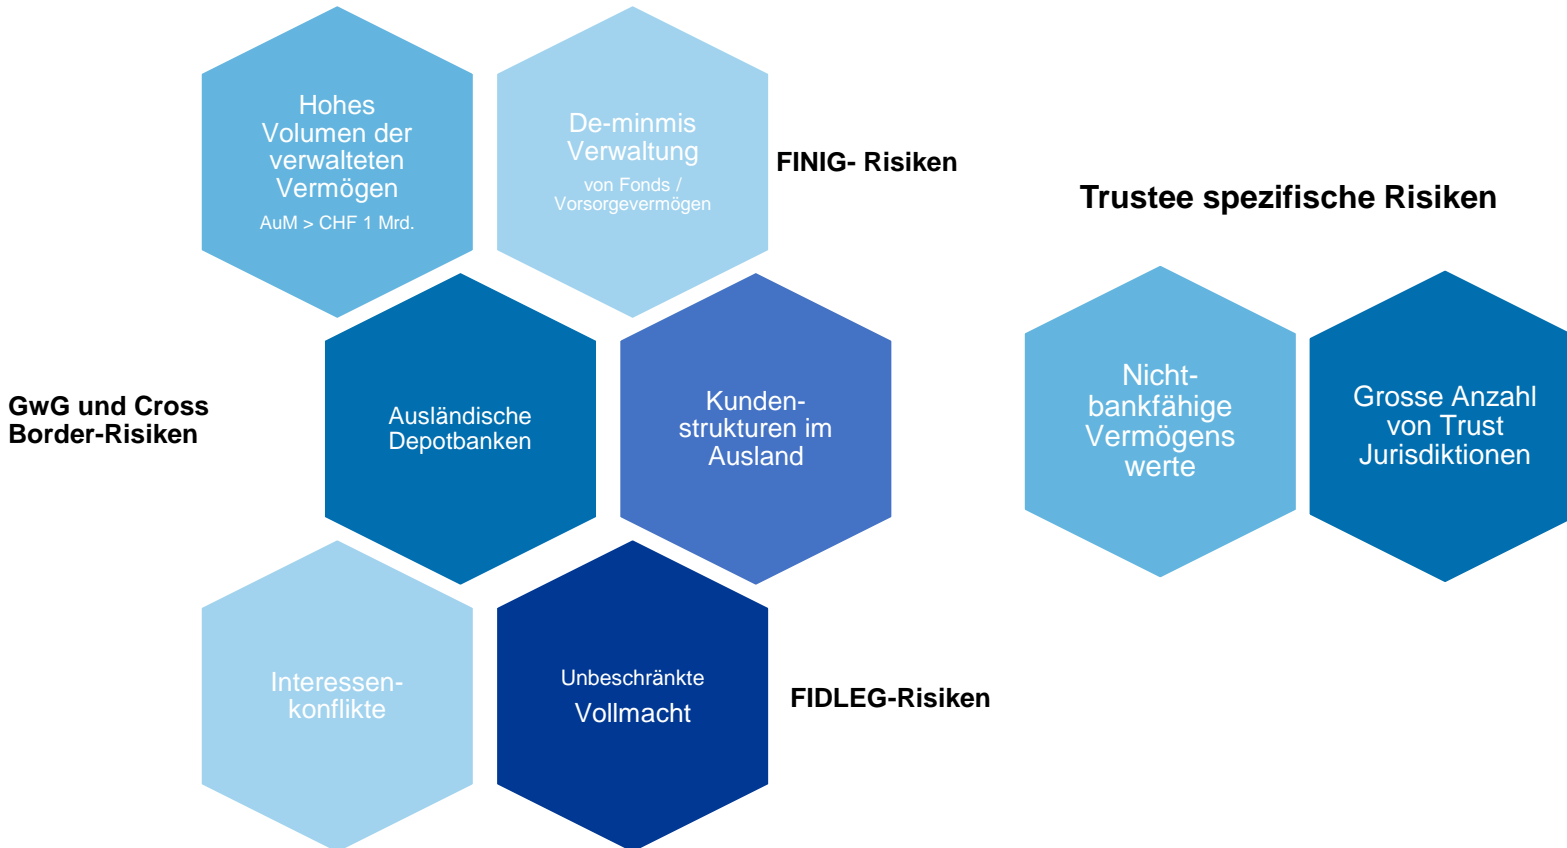 Hohes
Volumen der
verwalteten
Vermögen
AuM > CHF 1 Mrd.
De-minmis
Verwaltung
von Fonds /
Vorsorgevermögen
FINIG- Risiken
GwG und Cross
Border-Risiken
Ausländische
Depotbanken
Kunden-
strukturen im
Ausland
Interessen-
konflikte
Unbeschränkte
Vollmacht
FIDLEG-Risiken
Trustee spezifische Risiken
Nicht-
bankfähige
Vermögens
werte
Grosse Anzahl
von Trust
Jurisdiktionen